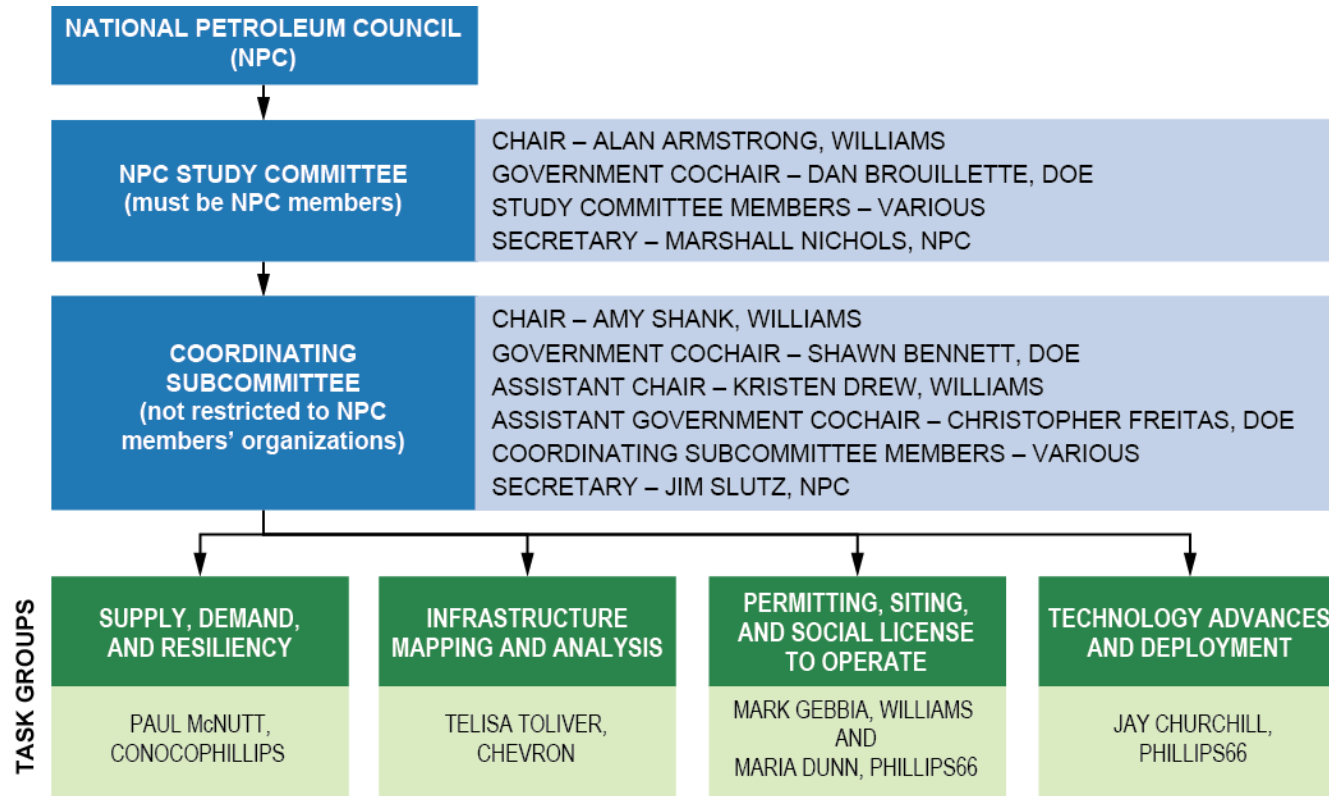 NATIONAL PETROLEUM COUNCIL
(NPC)
NPC STUDY COMMITTEE
(must be NPC members)
CHAIR – ALAN ARMSTRONG, WILLIAMS
GOVERNMENT COCHAIR – DAN BROUILLETTE, DOE
STUDY COMMITTEE MEMBERS – VARIOUS
SECRETARY – MARSHALL NICHOLS, NPC
COORDINATING
SUBCOMMITTEE
(not restricted to NPC
members’ organizations)
CHAIR – AMY SHANK, WILLIAMS
GOVERNMENT COCHAIR – SHAWN BENNETT, DOE
ASSISTANT CHAIR – KRISTEN DREW, WILLIAMS
ASSISTANT GOVERNMENT COCHAIR – CHRISTOPHER FREITAS, DOE
COORDINATING SUBCOMMITTEE MEMBERS – VARIOUS
SECRETARY – JIM SLUTZ, NPC
TASK GROUPS
SUPPLY, DEMAND,
AND RESILIENCY
PAUL McNUTT,
CONOCOPHILLIPS
INFRASTRUCTURE
MAPPING AND ANALYSIS
TELISA TOLIVER,
CHEVRON
PERMITTING, SITING,
AND SOCIAL LICENSE
TO OPERATE
MARK GEBBIA, WILLIAMS
AND
MARIA DUNN, PHILLIPS66
TECHNOLOGY ADVANCES
AND DEPLOYMENT
JAY CHURCHILL,
PHILLIPS66